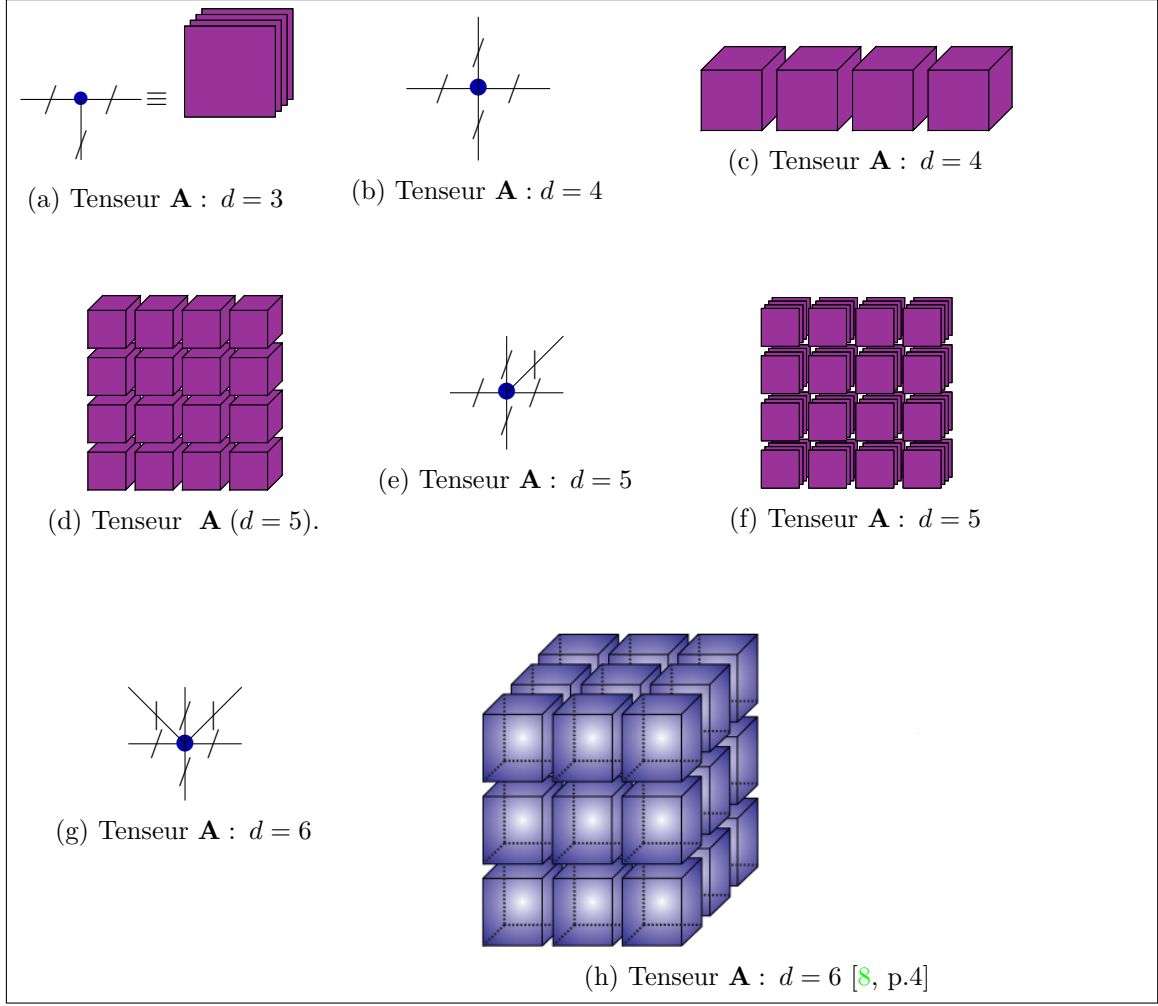 ≡
(a) Tenseur A : d = 3
(b) Tenseur A : d = 4
(c) Tenseur A : d = 4
(d) Tenseur A (d = 5).
(e) Tenseur A : d = 5
(f) Tenseur A : d = 5
(g) Tenseur A : d = 6
(h) Tenseur A : d = 6 [8, p.4]